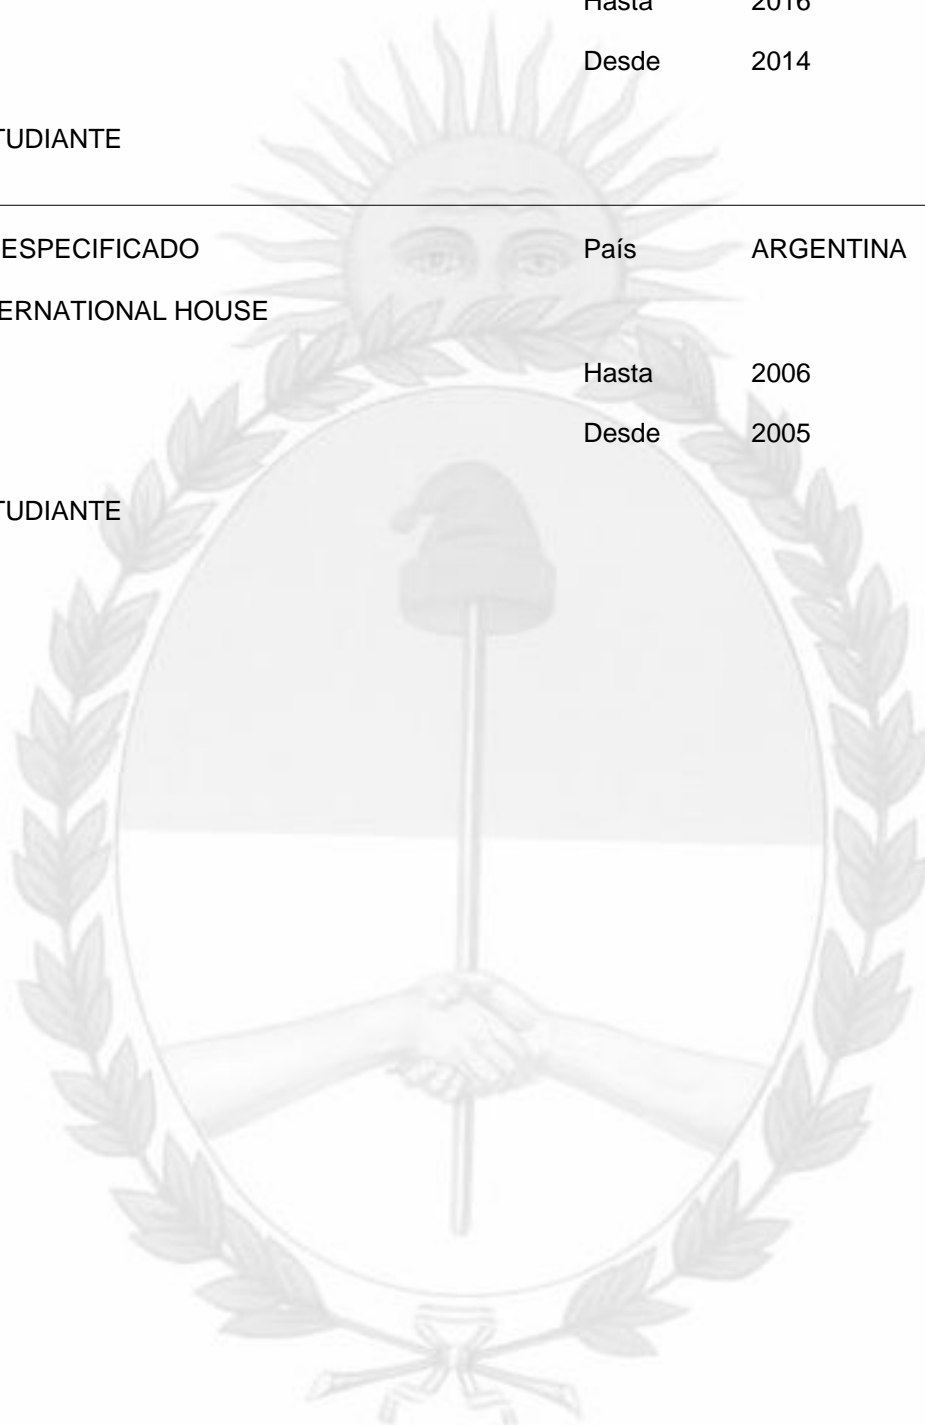 Hasta 2016
Desde 2014
TUDIANTE
ESPECIFICADO País ARGENTINA
ERNATIONAL HOUSE
Hasta 2006
Desde 2005
TUDIANTE